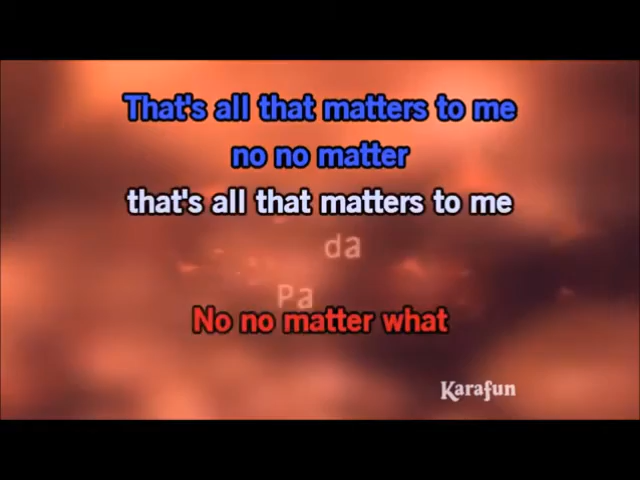 That's all that matters to me
no no matter
that's all that matters to me
da
Pa
No no matter what
Karafun